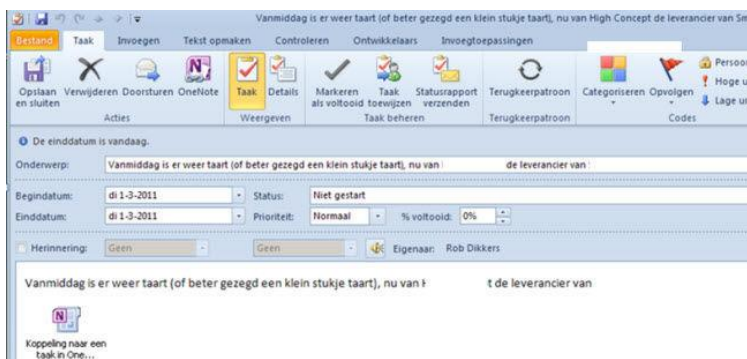 Vanmiddag is er weer taart (of beter gezegd een klein stukje taart), nu van High Concept de leverancier van
Bestand Taak Invoegen Tekst opmaken Controleren Ontwikkelaars Invoegtoepassingen
Opslaan en sluiten
Verwijderen Doorsturen OneNote
Taak Details
Markeren als voltooid
Taak toewijzen
Statusrapport verzenden
Terugkeerpatroon
Categoriseren Opvolgen
Hoge
Lage
Acties Weergeven Taak beheren Terugkeerpatroon Codes
De einddatum is vandaag.
Onderwerp: Vanmiddag is er weer taart (of beter gezegd een klein stukje taart), nu van de leverancier van
Begindatum: di 1-3-2011 Status: Niet gestart
Einddatum: di 1-3-2011 Prioriteit: Normaal % voltooid: 0%
Herinnering: Geen Geen Eigenaar: Rob Dikkers
Vanmiddag is er weer taart (of beter gezegd een klein stukje taart), nu van de leverancier van
Koppeling naar een
taak in One...